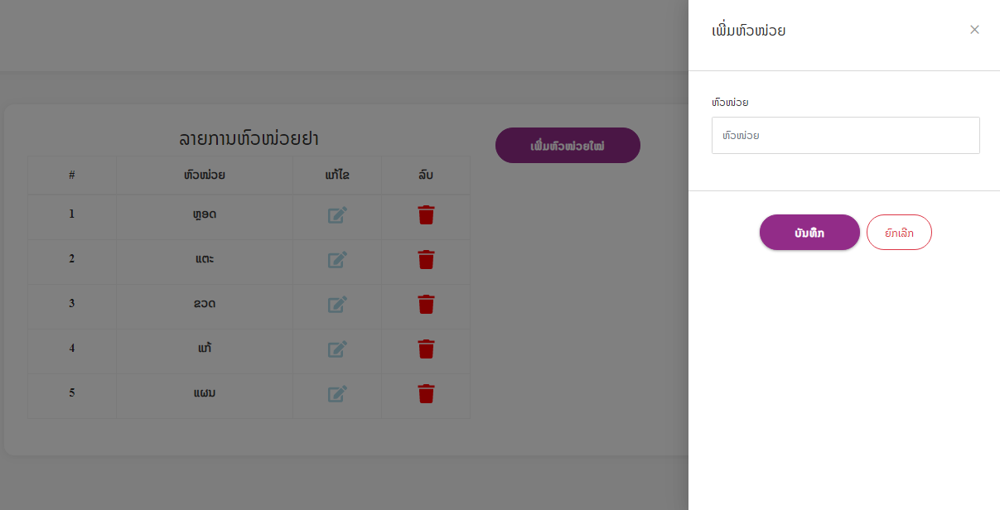 ລາຍການຫົວໜ່ວຍຢາ
ເພີ່ມຫົວໜ່ວຍໃໝ່
# ຫົວໜ່ວຍ ແກ້ໄຂ ລຶບ
1 ຫຼອດ
2 ແຕະ
3 ຂວດ
4 ແກ້
5 ແຜນ
ເພີ່ມຫົວໜ່ວຍ
ຫົວໜ່ວຍ
ຫົວໜ່ວຍ
ບັນທຶກ ຍົກເລີກ